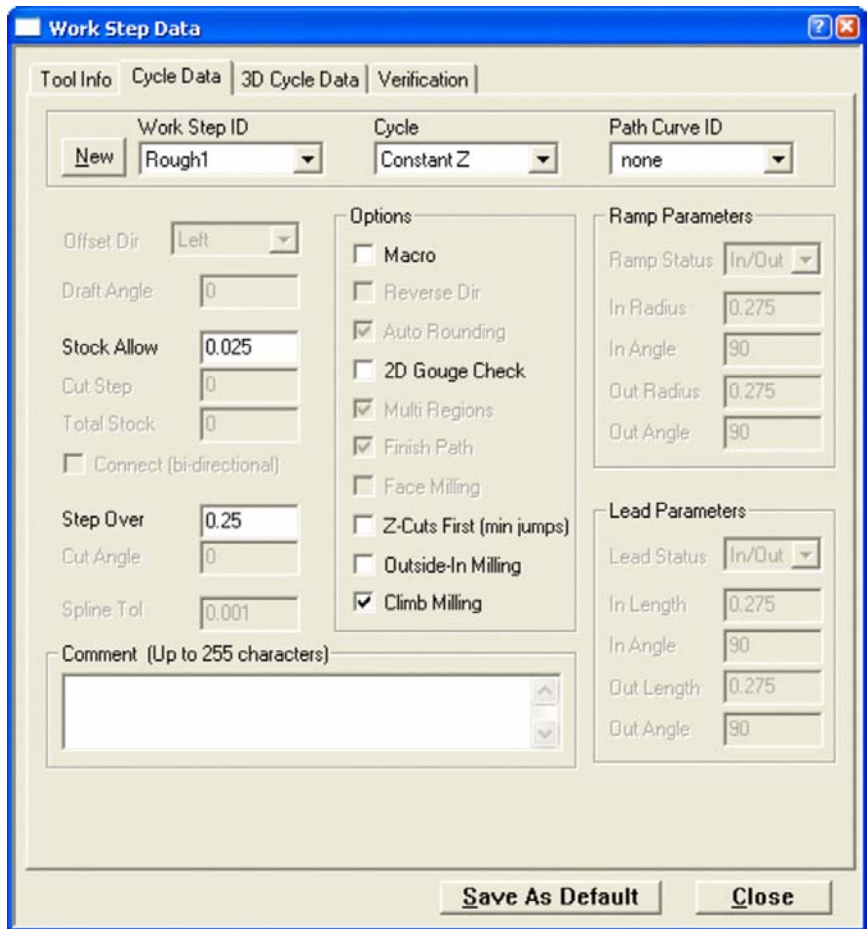 Work Step Data
Tool Info Cycle Data 3D Cycle Data Verification
Work Step ID Cycle Path Curve ID
New Rough1 Constant Z none
Offset Dir Left
Draft Angle 0
Stock Allow 0.025
Cut Step 0
Total Stock 0
Connect (bi-directional)
Step Over 0.25
Cut Angle 0
Spline Tol 0.001
Options
Macro
Reverse Dir
Auto Rounding
2D Gouge Check
Multi Regions
Finish Path
Face Milling
Z-Cuts First (min jumps)
Outside-In Milling
Climb Milling
Ramp Parameters
Ramp Status In/Out
In Radius 0.275
In Angle 90
Out Radius 0.275
Out Angle 90
Lead Parameters
Lead Status In/Out
In Length 0.275
In Angle 90
Out Length 0.275
Out Angle 90
Comment (Up to 255 characters)
Save As Default Close